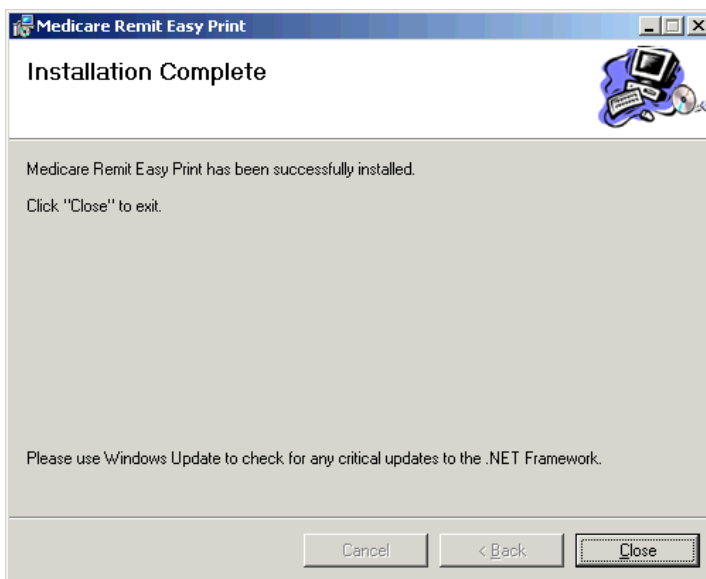 Medicare Remit Easy Print
Installation Complete
Medicare Remit Easy Print has been successfully installed.
Click "Close" to exit.
Please use Windows Update to check for any critical updates to the .NET Framework.
Cancel
< Back
Close